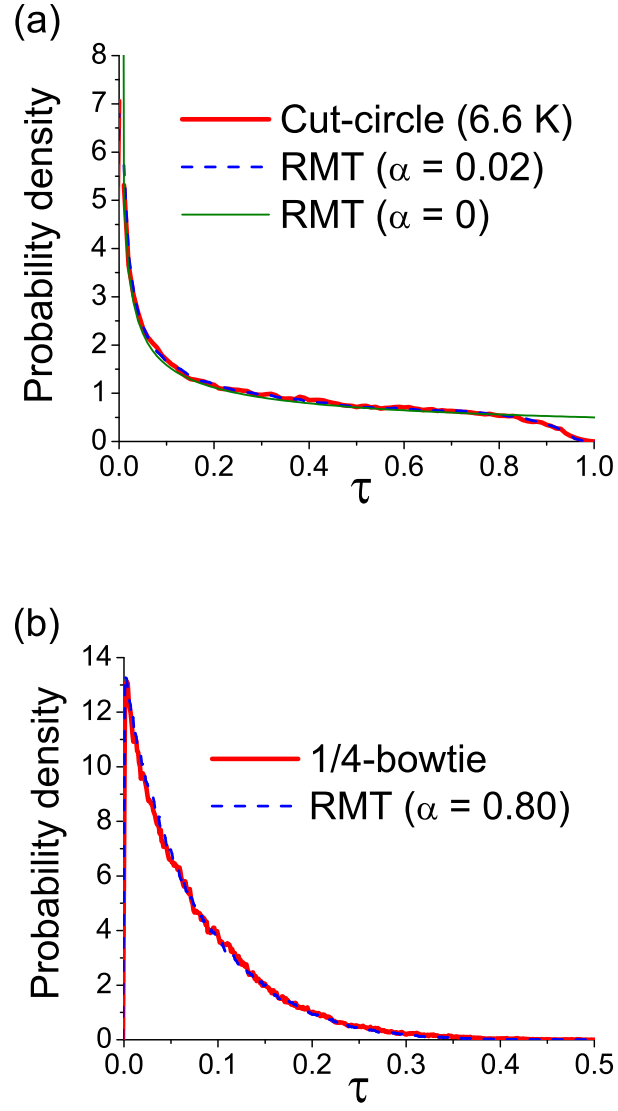 (a)
8
7
6
5
4
3
2
1
0
Probability density
Cut-circle (6.6 K)
RMT (α = 0.02)
RMT (α = 0)
0.0 0.2 0.4 0.6 0.8 1.0
τ
(b)
14
12
10
8
6
4
2
0
Probability density
1/4-bowtie
RMT (α = 0.80)
0.0 0.1 0.2 0.3 0.4 0.5
τ